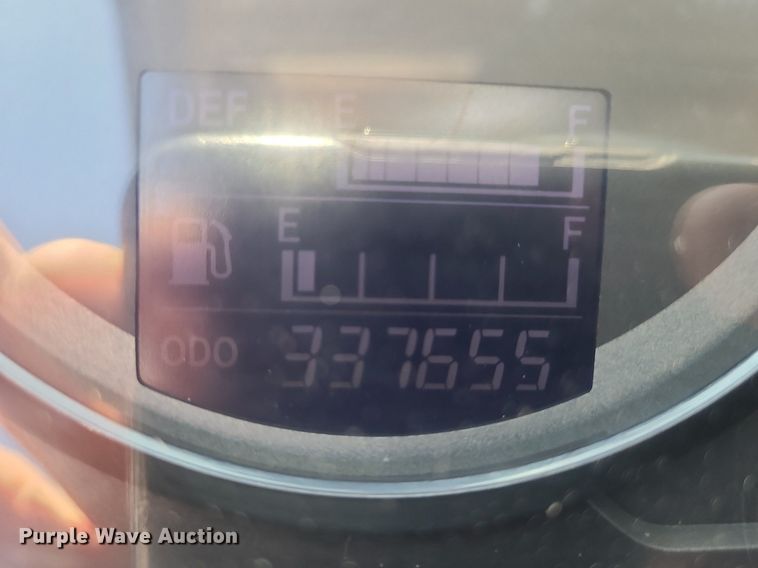 DEF E F
E F
ODO 337655
Purple Wave Auction